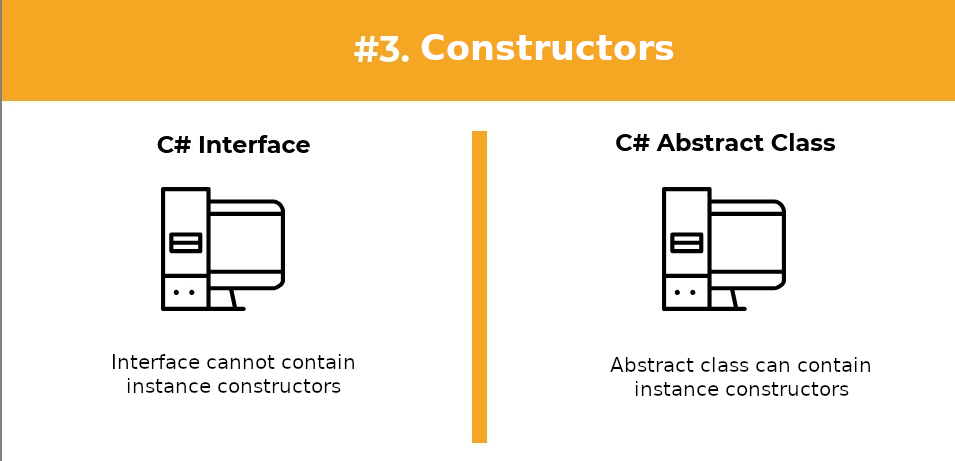 #3. Constructors
C# Interface
Interface cannot contain
instance constructors
C# Abstract Class
Abstract class can contain
instance constructors